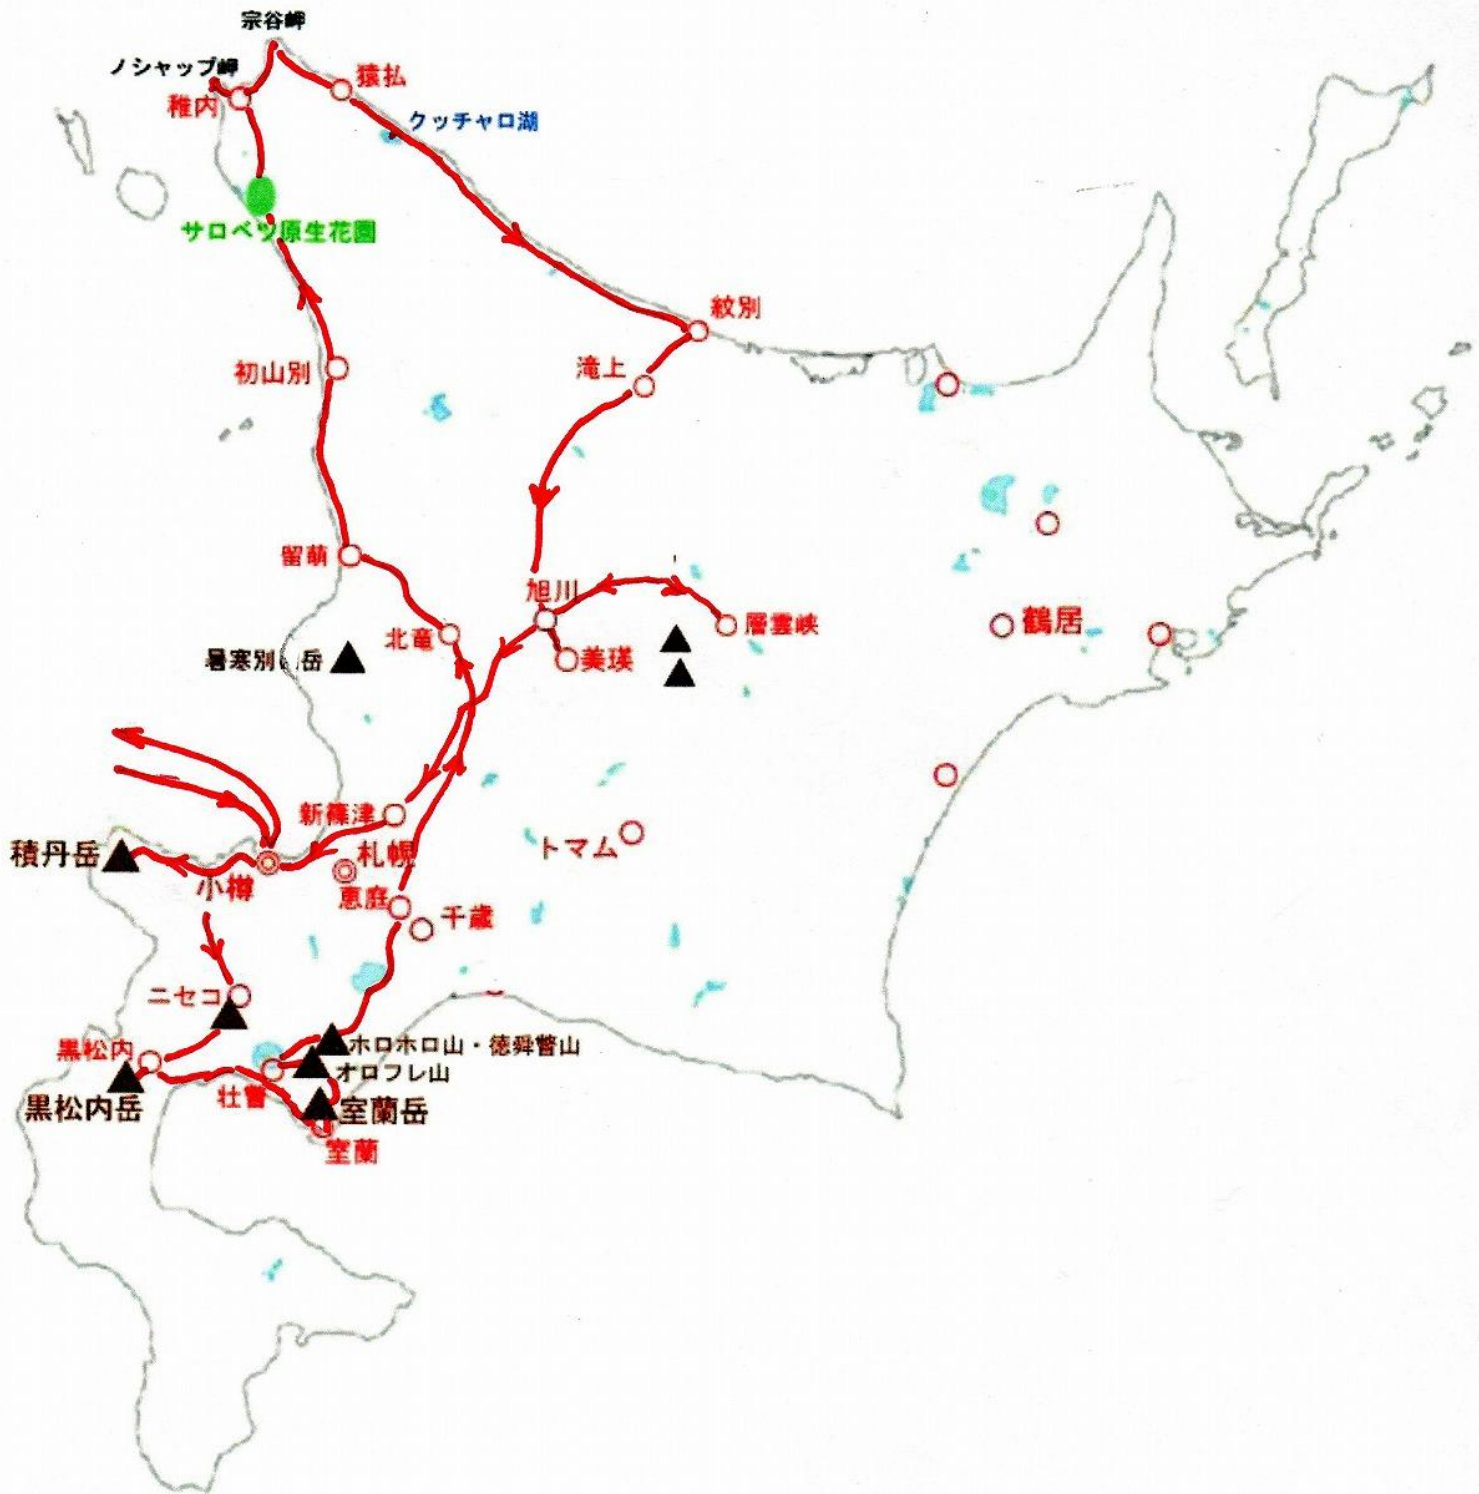 宗谷岬
ノシャップ岬
稚内
猿払
クッチャロ湖
サロベツ原生花園
紋別
初山別
滝上
留萌
旭川
層雲峡
鶴居
北竜
美瑛
暑寒別岳
新篠津
トマム
積丹岳
札幌
小樽
恵庭
千歳
ニセコ
黒松内
ホロホロ山・徳舜瞥山
オロフレ山
壮瞥
黒松内岳
室蘭岳
室蘭